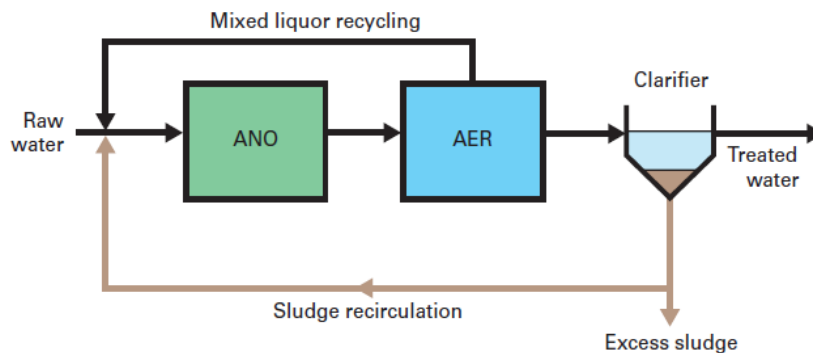 Mixed liquor recycling
Clarifier
Raw
water
ANO
AER
Treated
water
Sludge recirculation
Excess sludge